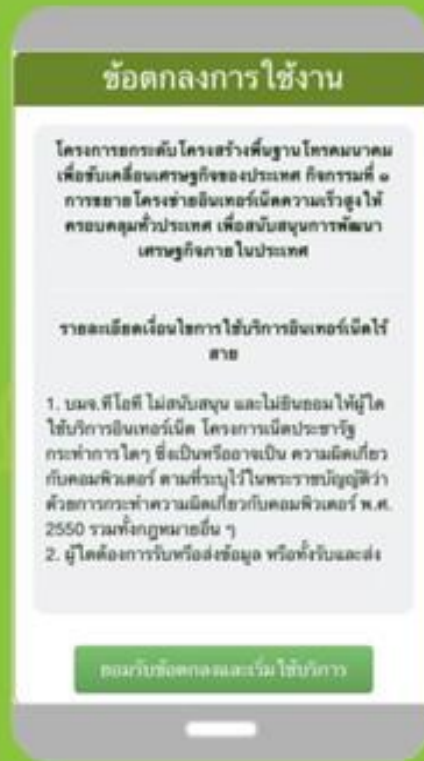 ข้อตกลงการใช้งาน
โครงการยกระดับโครงสร้างพื้นฐานโทรคมนาคม
เพื่อขับเคลื่อนเศรษฐกิจของประเทศ กิจกรรมที่ ๑
การขยายโครงข่ายอินเทอร์เน็ตความเร็วสูงให้
ครอบคลุมทั่วประเทศ เพื่อสนับสนุนการพัฒนา
เศรษฐกิจภายในประเทศ
รายละเอียดเงื่อนไขการใช้บริการอินเทอร์เน็ตไร้
สาย
1. บมจ.ทีโอที ไม่สนับสนุน และไม่ยินยอมให้ผู้ใด
ใช้บริการอินเทอร์เน็ต โครงการเน็ตประชารัฐ
กระทำการใดๆ ซึ่งเป็นหรืออาจเป็น ความผิดเกี่ยว
กับคอมพิวเตอร์ ตามที่ระบุไว้ในพระราชบัญญัติว่า
ด้วยการกระทำความผิดเกี่ยวกับคอมพิวเตอร์ พ.ศ.
2550 รวมทั้งกฎหมายอื่น ๆ
2. ผู้ใดต้องการรับหรือส่งข้อมูล หรือทั้งรับและส่ง
ยอมรับข้อตกลงและเริ่มใช้บริการ